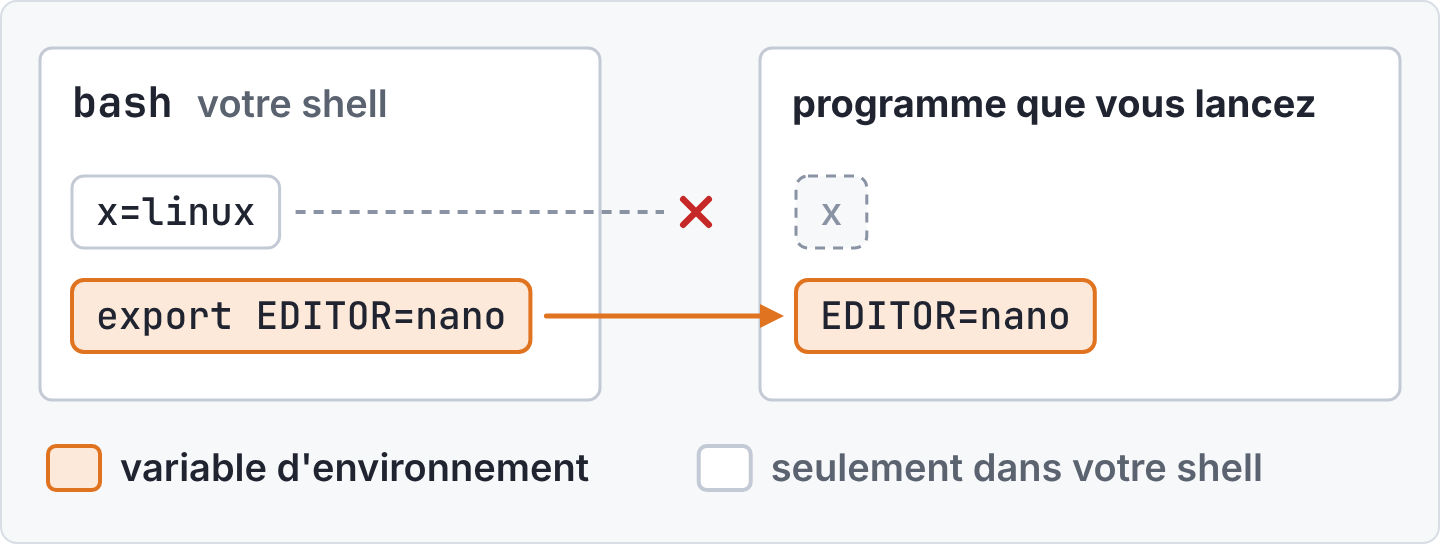 bash votre shell
programme que vous lancez
x=linux
x
export EDITOR=nano
EDITOR=nano
variable d'environnement
seulement dans votre shell